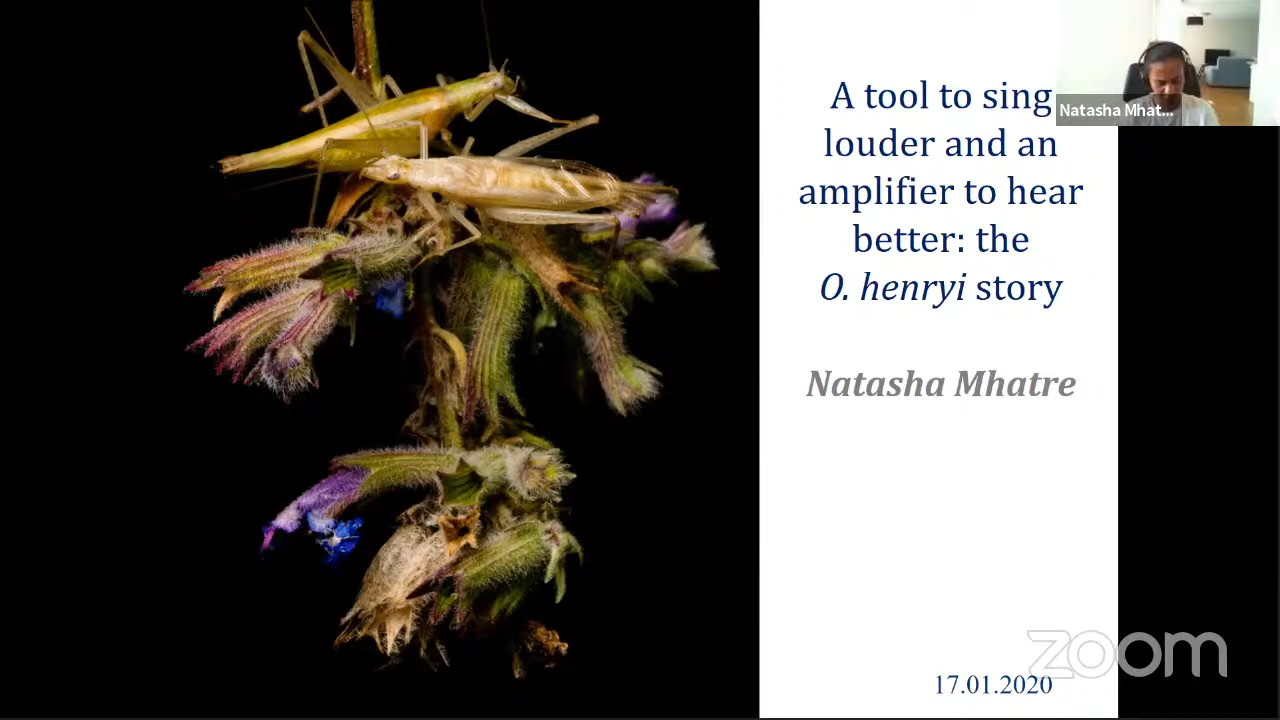 A tool to sing
louder and an
amplifier to hear
better: the
O. henryi story
Natasha Mhatre
17.01.2020
Natasha Mhat...
zoom